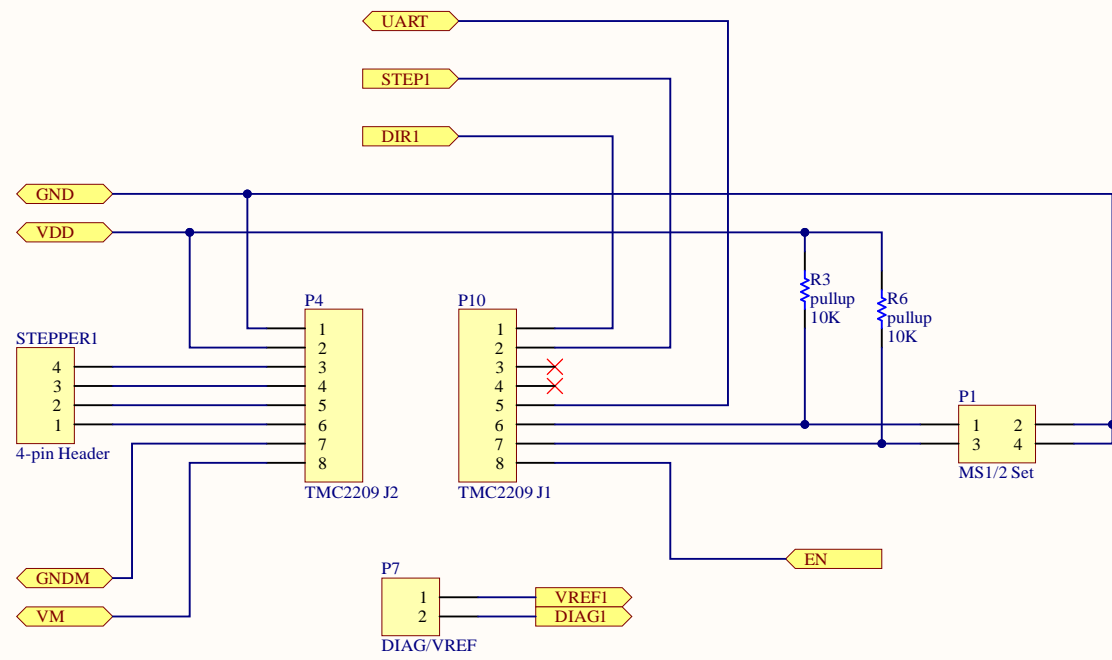 UART
STEP1
DIR1
GND
VDD
P4
P10
R3
pullup
10K
R6
pullup
10K
STEPPER1
4
3
2
1
4-pin Header
1
2
3
4
5
6
7
8
TMC2209 J2
1
2
3
4
5
6
7
8
TMC2209 J1
P1
1 2
3 4
MS1/2 Set
EN
GNDM
VM
P7
1
2
DIAG/VREF
VREF1
DIAG1